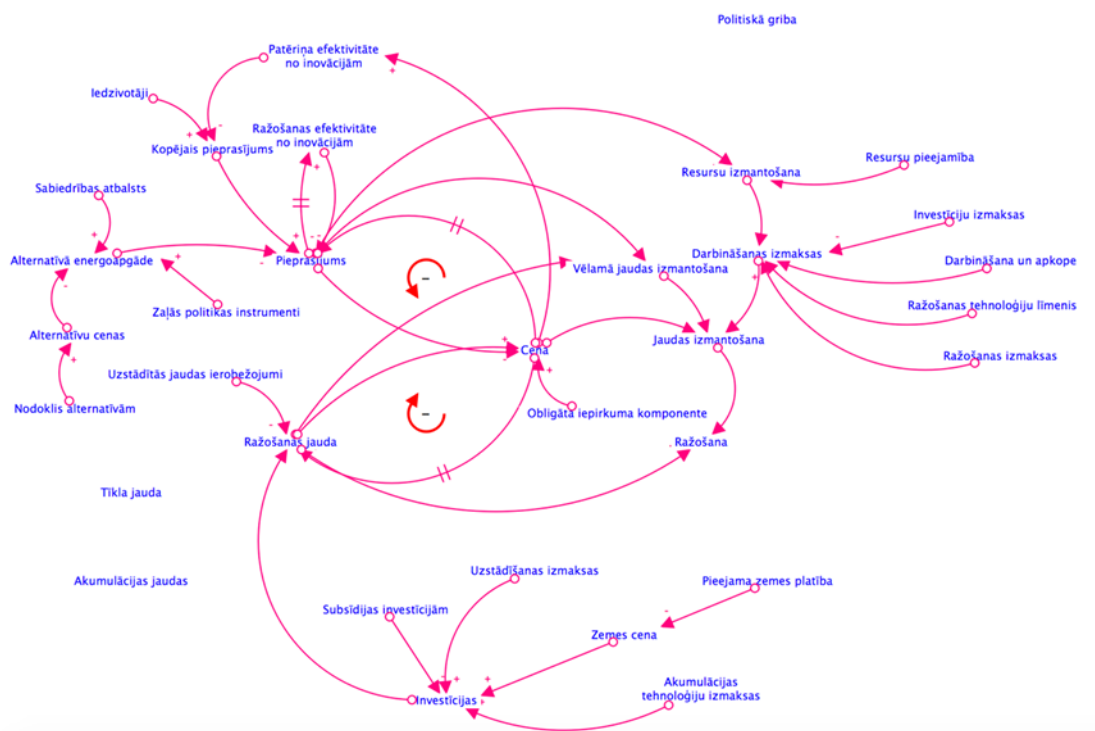 Politiskā griba
Patēriņa efektivitāte
no inovācijām
Iedzivotāji
Ražošanas efektivitāte
no inovācijām
Kopējais pieprasījums
Resursu pieejamība
Resursu izmantošana
Sabiedrības atbalsts
Investīciju izmaksas
Darbināšanas izmaksas
Alternatīvā energoapgāde
Pieprasījums
Vēlamā jaudas izmantošana
Darbināšana un apkope
Zaļās politikas instrumenti
Ražošanas tehnoloģiju līmenis
Alternatīvu cenas
Jaudas izmantošana
Cena
Ražošanas izmaksas
Uzstādītās jaudas ierobežojumi
Nodoklis alternatīvām
Obligāta iepirkuma komponente
Ražošanas jauda
Ražošana
Tīkla jauda
Akumulācijas jaudas
Uzstādīšanas izmaksas
Pieejama zemes platība
Subsīdijas investīcijām
Zemes cena
Akumulācijas
tehnoloģiju izmaksas
Investīcijas